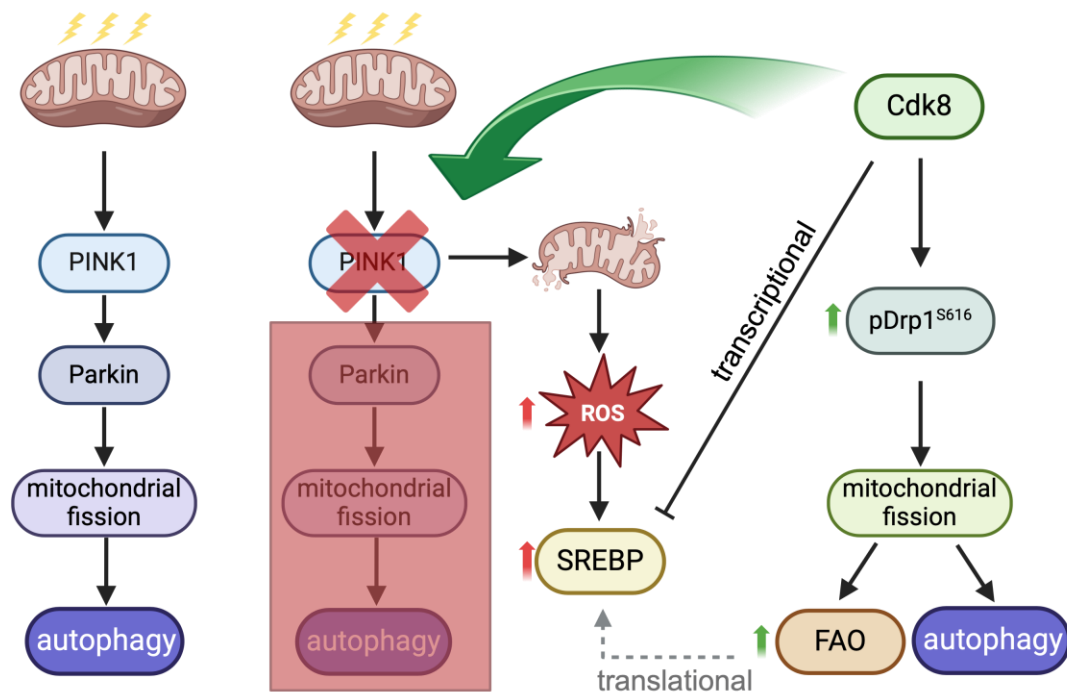 PINK1
Parkin
mitochondrial
fission
autophagy
PINK1
Parkin
mitochondrial
fission
autophagy
ROS
SREBP
transcriptional
translational
Cdk8
pDrp1S616
mitochondrial
fission
FAO
autophagy